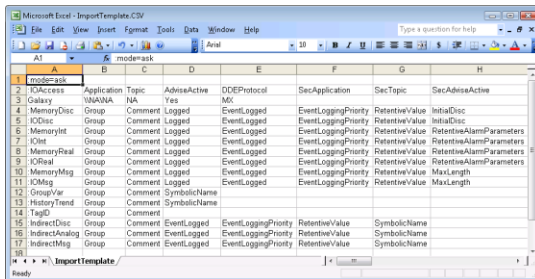 Microsoft Excel - ImportTemplate.CSV
File Edit View Insert Format Tools Data Window Help Type a question for help
Arial 10 B I U $
A1 fx :mode=ask
A B C D E F G H
1 :mode=ask
2 :IOAccess Application Topic AdviseActive DDEProtocol SecApplication SecTopic SecAdviseActive
3 :Galaxy \\NA\NA NA Yes MX
4 :MemoryDisc Group Comment Logged EventLogged EventLoggingPriority RetentiveValue InitialDisc
5 :IODisc Group Comment Logged EventLogged EventLoggingPriority RetentiveValue InitialDisc
6 :MemoryInt Group Comment Logged EventLogged EventLoggingPriority RetentiveValue RetentiveAlarmParameters
7 :IOInt Group Comment Logged EventLogged EventLoggingPriority RetentiveValue RetentiveAlarmParameters
8 :MemoryReal Group Comment Logged EventLogged EventLoggingPriority RetentiveValue RetentiveAlarmParameters
9 :IOReal Group Comment Logged EventLogged EventLoggingPriority RetentiveValue RetentiveAlarmParameters
10 :MemoryMsg Group Comment Logged EventLogged EventLoggingPriority RetentiveValue MaxLength
11 :IOMsg Group Comment Logged EventLogged EventLoggingPriority RetentiveValue MaxLength
12 :GroupVar Group Comment SymbolicName
13 :HistoryTrend Group Comment SymbolicName
14 :TagID Group Comment
15 :IndirectDisc Group Comment EventLogged EventLoggingPriority RetentiveValue SymbolicName
16 :IndirectAnalog Group Comment EventLogged EventLoggingPriority RetentiveValue SymbolicName
17 :IndirectMsg Group Comment EventLogged EventLoggingPriority RetentiveValue SymbolicName
18
ImportTemplate
Ready